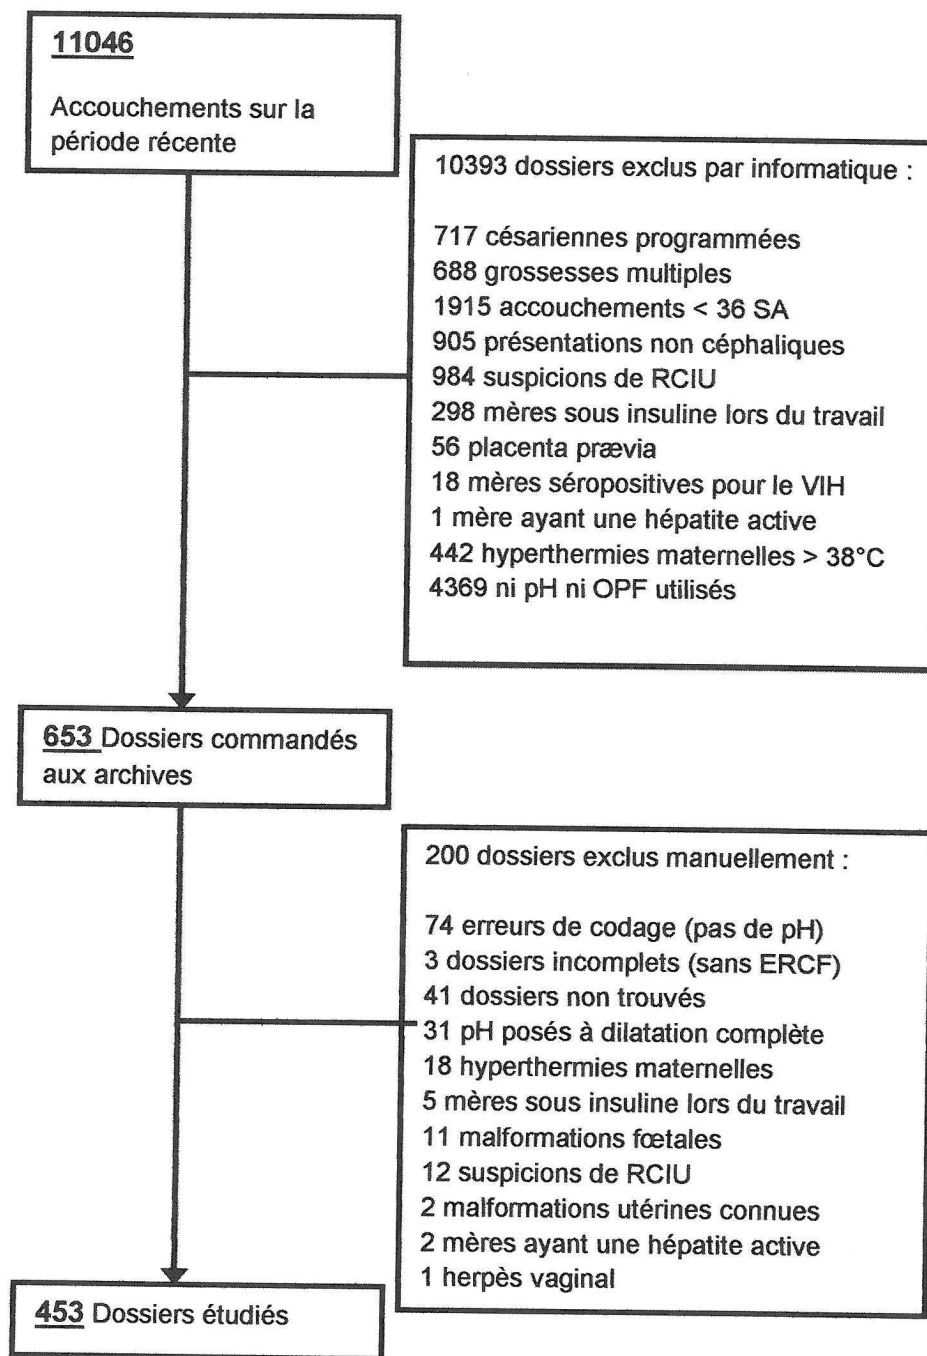 11046
Accouchements sur la
période récente
10393 dossiers exclus par informatique :
717 césariennes programmées
688 grossesses multiples
1915 accouchements < 36 SA
905 présentations non céphaliques
984 suspicions de RCIU
298 mères sous insuline lors du travail
56 placenta prævia
18 mères séropositives pour le VIH
1 mère ayant une hépatite active
442 hyperthermies maternelles > 38°C
4369 ni pH ni OPF utilisés
653 Dossiers commandés
aux archives
200 dossiers exclus manuellement :
74 erreurs de codage (pas de pH)
3 dossiers incomplets (sans ERCF)
41 dossiers non trouvés
31 pH posés à dilatation complète
18 hyperthermies maternelles
5 mères sous insuline lors du travail
11 malformations fœtales
12 suspicions de RCIU
2 malformations utérines connues
2 mères ayant une hépatite active
1 herpès vaginal
453 Dossiers étudiés